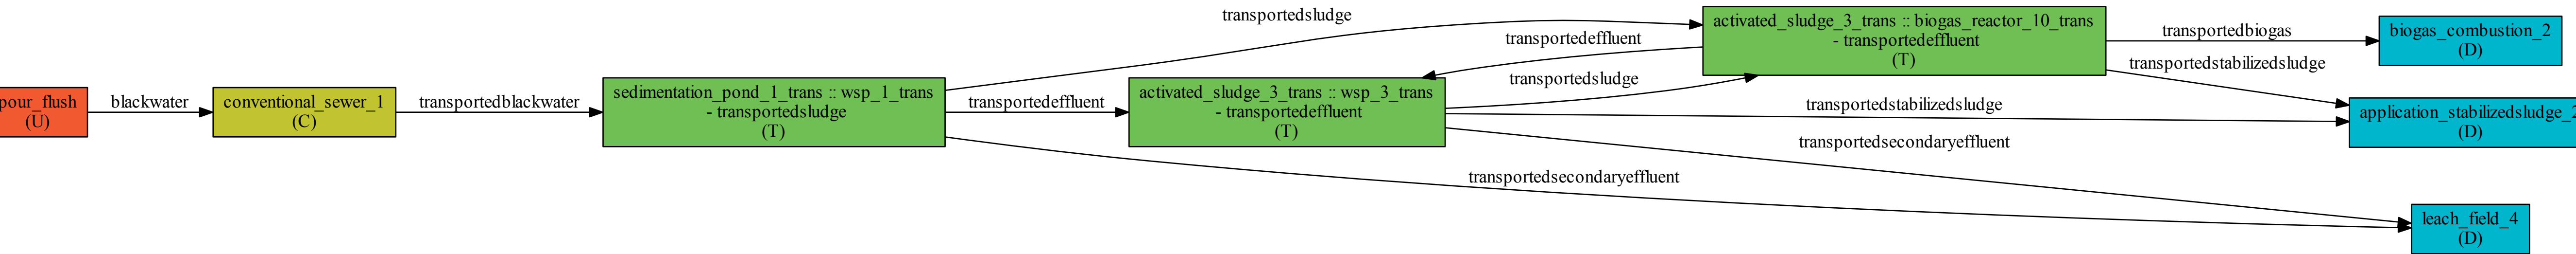 pour_flush
(U)
blackwater
conventional_sewer_1
(C)
transportedblackwater
sedimentation_pond_1_trans :: wsp_1_trans
- transportedsludge
(T)
transportedsludge
transportedeffluent
transportedsecondaryeffluent
activated_sludge_3_trans :: wsp_3_trans
- transportedeffluent
(T)
transportedeffluent
transportedsludge
transportedstabilizedsludge
transportedsecondaryeffluent
activated_sludge_3_trans :: biogas_reactor_10_trans
- transportedeffluent
(T)
transportedbiogas
transportedstabilizedsludge
biogas_combustion_2
(D)
application_stabilizedsludge_2
(D)
leach_field_4
(D)